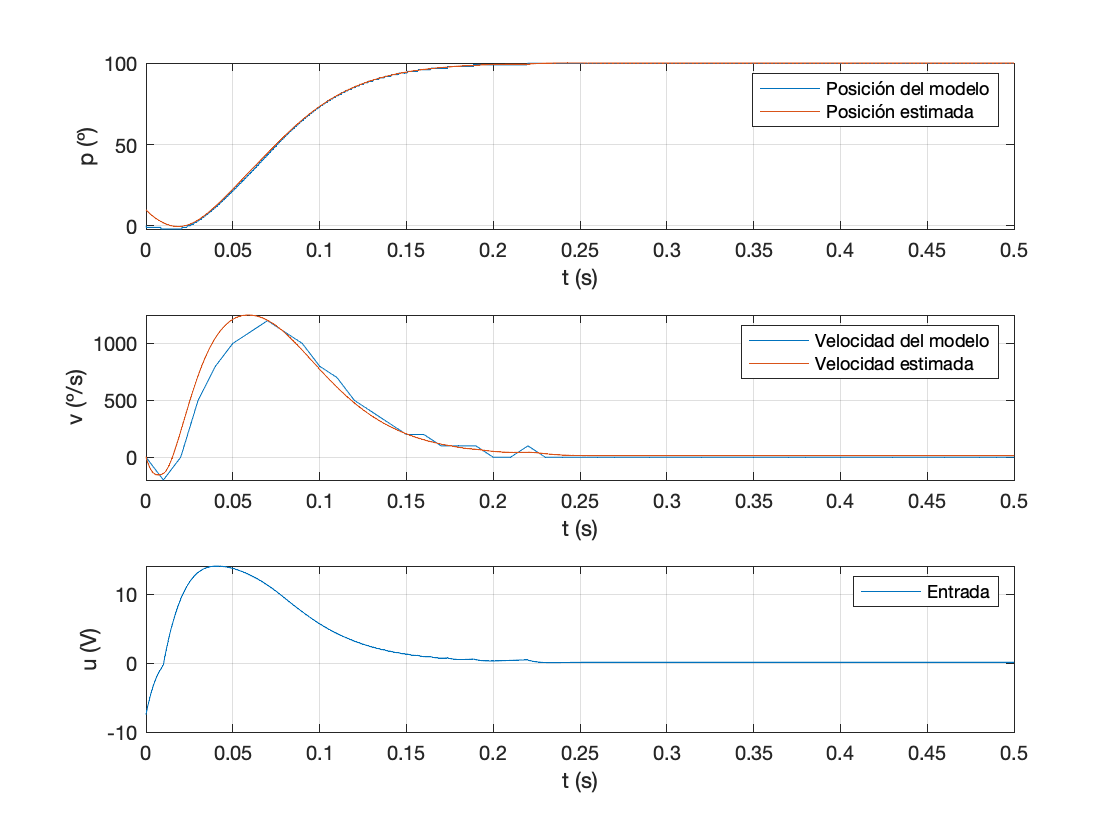 100
50
0
p (º)
Posición del modelo
Posición estimada
0 0.05 0.1 0.15 0.2 0.25 0.3 0.35 0.4 0.45 0.5
t (s)
1000
500
0
v (º/s)
Velocidad del modelo
Velocidad estimada
0 0.05 0.1 0.15 0.2 0.25 0.3 0.35 0.4 0.45 0.5
t (s)
10
0
-10
u (V)
Entrada
0 0.05 0.1 0.15 0.2 0.25 0.3 0.35 0.4 0.45 0.5
t (s)